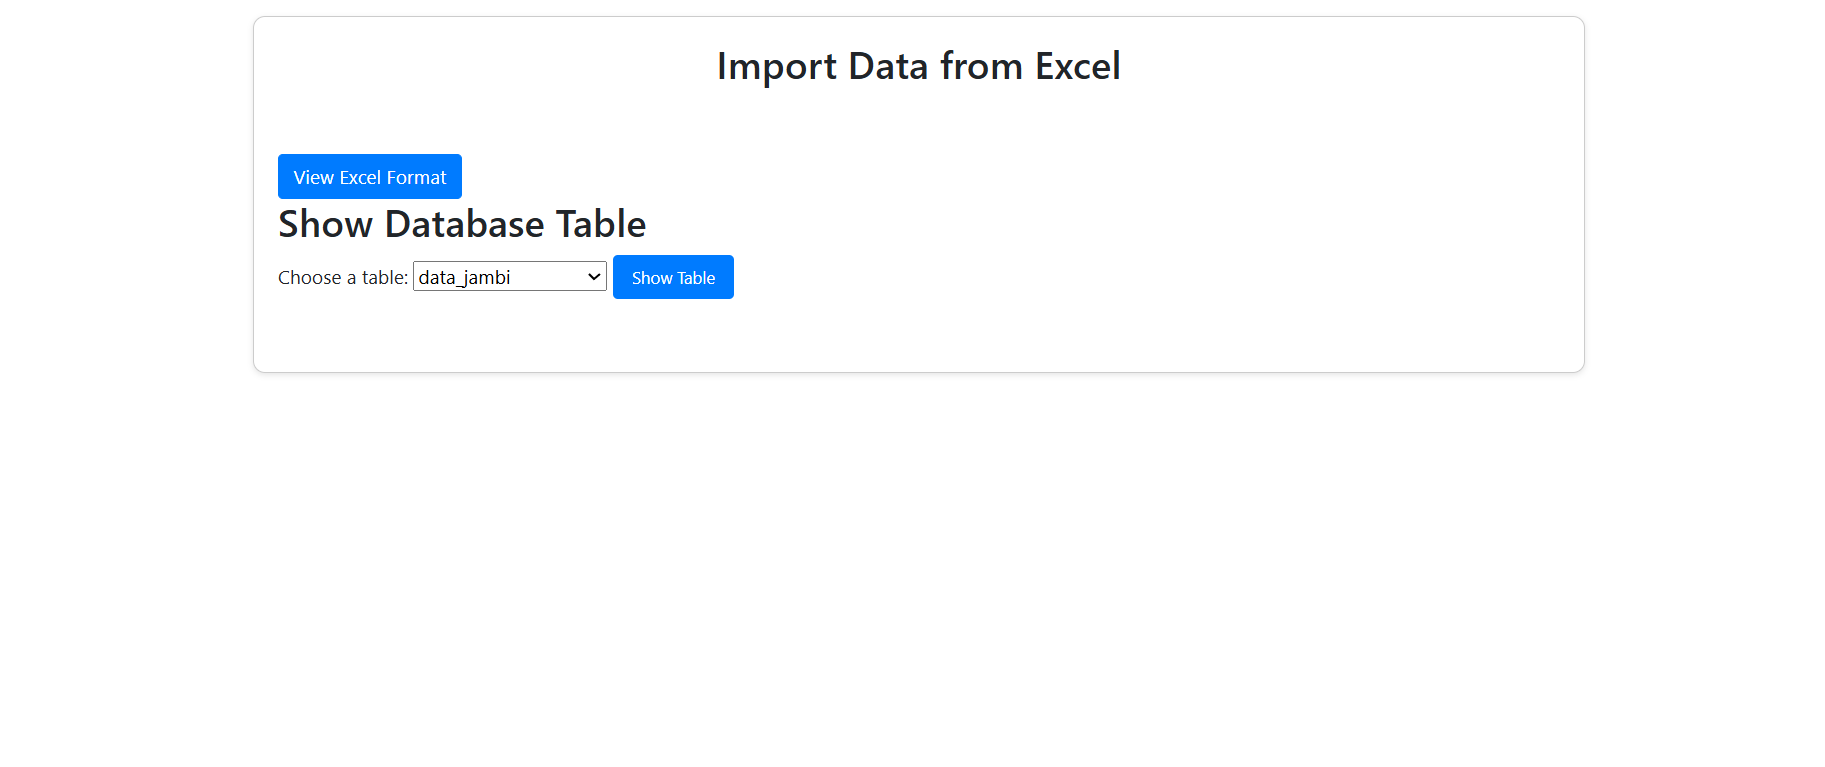 Import Data from Excel
View Excel Format
Show Database Table
Choose a table: data_jambi Show Table